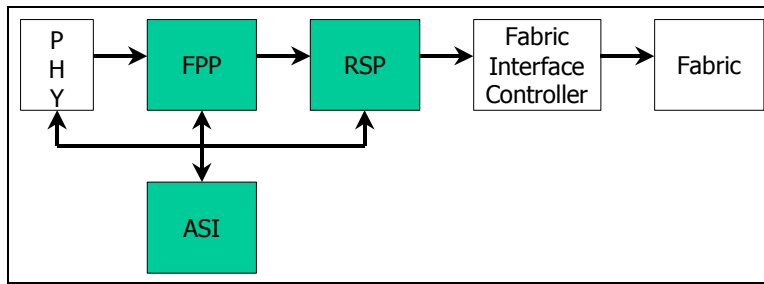 P
H
Y
FPP
RSP
Fabric
Interface
Controller
Fabric
ASI